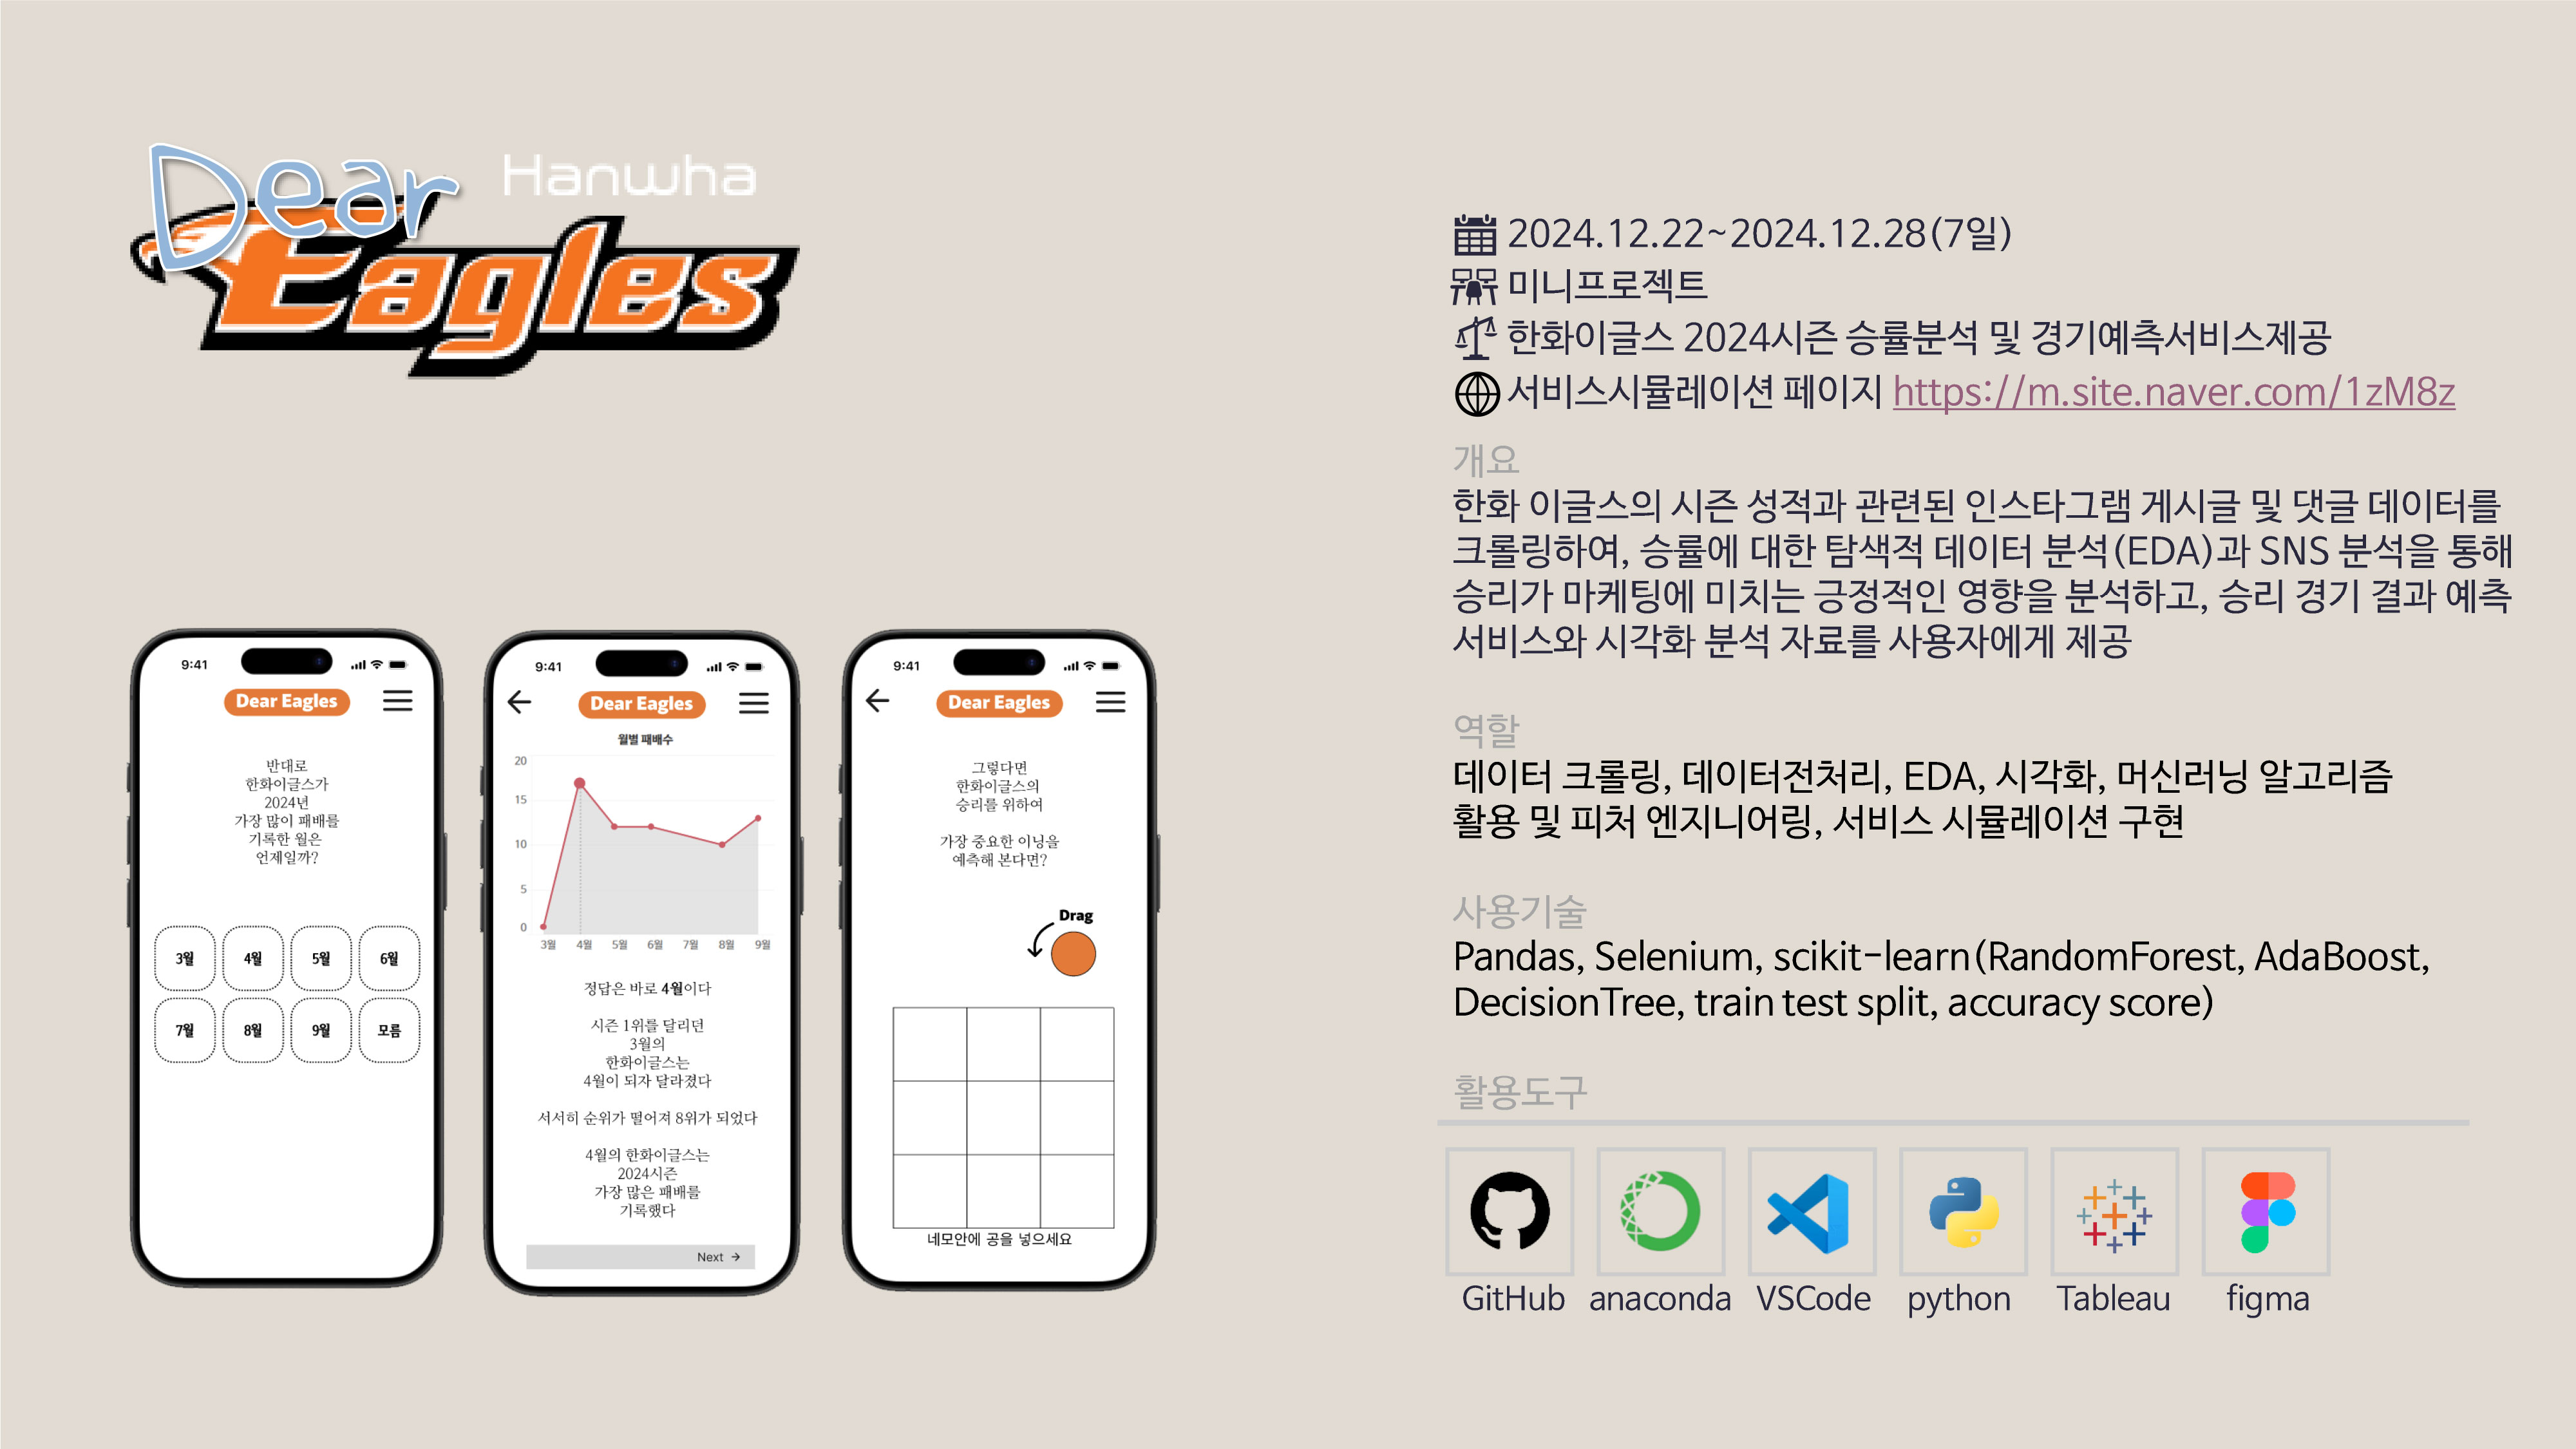 Dear
Hanwha
Eagles
2024.12.22~2024.12.28(7일)
미니프로젝트
한화이글스 2024시즌 승률분석 및 경기예측서비스제공
서비스시뮬레이션 페이지 https://m.site.naver.com/1zM8z
개요
한화 이글스의 시즌 성적과 관련된 인스타그램 게시글 및 댓글 데이터를
크롤링하여, 승률에 대한 탐색적 데이터 분석(EDA)과 SNS 분석을 통해
승리가 마케팅에 미치는 긍정적인 영향을 분석하고, 승리 경기 결과 예측
서비스와 시각화 분석 자료를 사용자에게 제공
역할
데이터 크롤링, 데이터전처리, EDA, 시각화, 머신러닝 알고리즘
활용 및 피처 엔지니어링, 서비스 시뮬레이션 구현
사용기술
Pandas, Selenium, scikit-learn(RandomForest, AdaBoost,
DecisionTree, train test split, accuracy score)
활용도구
GitHub anaconda VSCode python Tableau figma
9:41
Dear Eagles
반대로
한화이글스가
2024년
가장 많이 패배를
기록한 월은
언제일까?
3월 4월 5월 6월
7월 8월 9월 모름
9:41
Dear Eagles
월별 패배수
20
15
10
5
0
3월 4월 5월 6월 7월 8월 9월
정답은 바로 4월이다
시즌 1위를 달리던
3월의
한화이글스는
4월이 되자 달라졌다
서서히 순위가 떨어져 8위가 되었다
4월의 한화이글스는
2024시즌
가장 많은 패배를
기록했다
Next →
9:41
Dear Eagles
그렇다면
한화이글스의
승리를 위하여
가장 중요한 이닝을
예측해 본다면?
Drag
네모안에 공을 넣으세요